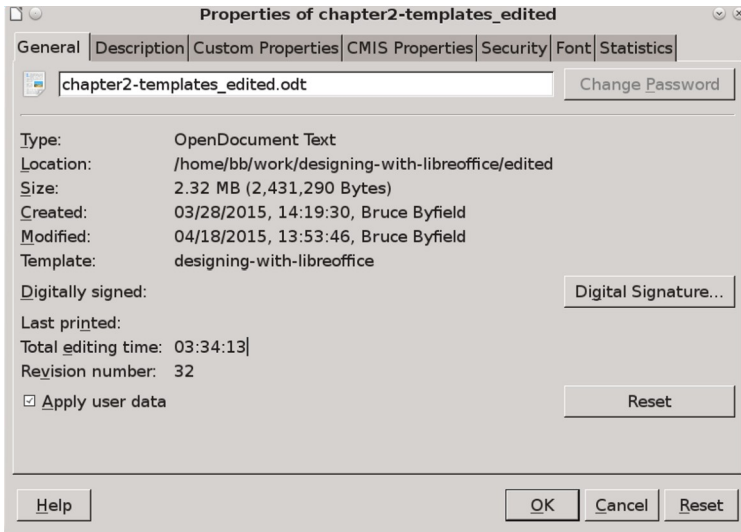 Properties of chapter2-templates_edited
General Description Custom Properties CMIS Properties Security Font Statistics
chapter2-templates_edited.odt Change Password
Type: OpenDocument Text
Location: /home/bb/work/designing-with-libreoffice/edited
Size: 2.32 MB (2,431,290 Bytes)
Created: 03/28/2015, 14:19:30, Bruce Byfield
Modified: 04/18/2015, 13:53:46, Bruce Byfield
Template: designing-with-libreoffice
Digitally signed: Digital Signature...
Last printed:
Total editing time: 03:34:13
Revision number: 32
Apply user data Reset
Help OK Cancel Reset